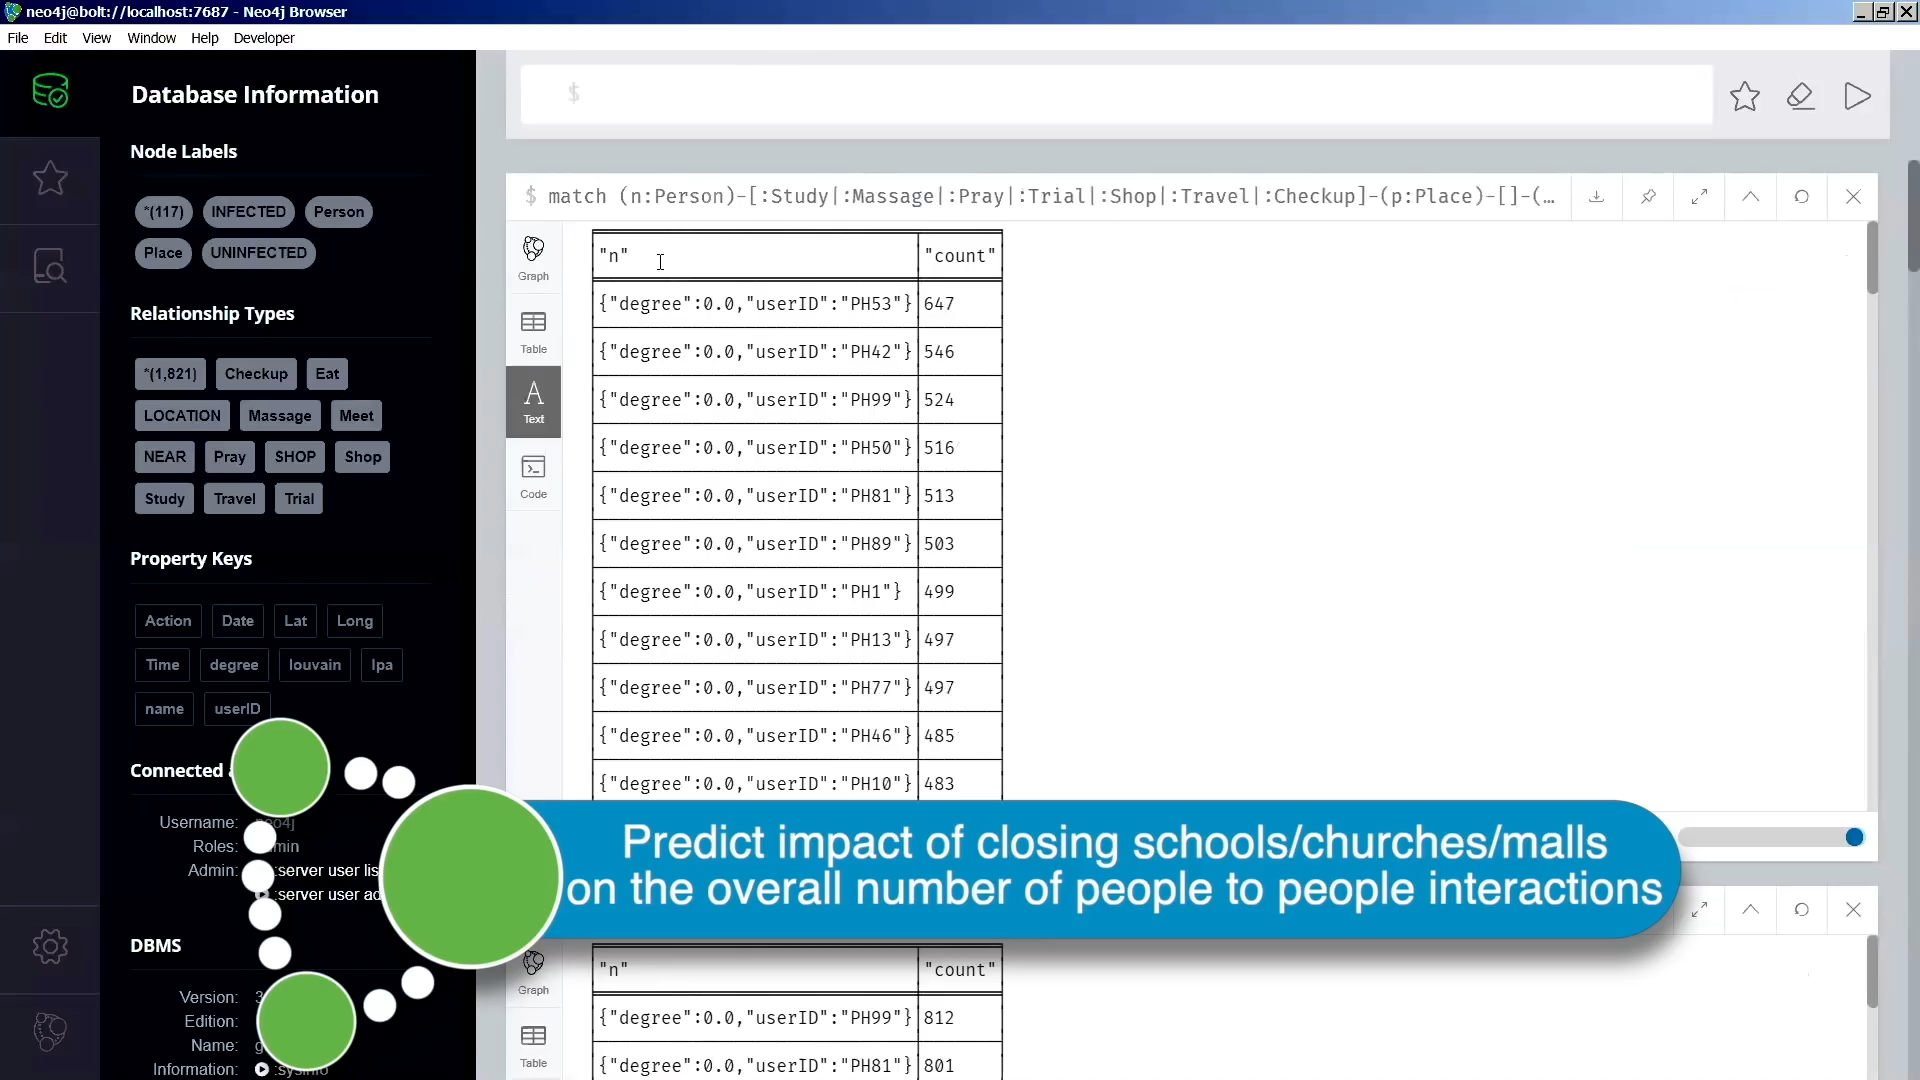 neo4j@bolt://localhost:7687 - Neo4j Browser
File Edit View Window Help Developer
Database Information
Node Labels
*(117) INFECTED Person
Place UNINFECTED
Relationship Types
*(1,821) Checkup Eat
LOCATION Massage Meet
NEAR Pray SHOP Shop
Study Travel Trial
Property Keys
Action Date Lat Long
Time degree louvain lpa
name userID
Connected
Username: neo4j
Roles:
Admin: :server user lis
:server user ad
DBMS
Version: 3
Edition:
Name: g
Information: :sysinfo
$
$ match (n:Person)-[:Study|:Massage|:Pray|:Trial|:Shop|:Travel|:Checkup]-(p:Place)-[]-(…
Graph
Table
Text
Code
"n" "count"
{"degree":0.0,"userID":"PH53"} 647
{"degree":0.0,"userID":"PH42"} 546
{"degree":0.0,"userID":"PH99"} 524
{"degree":0.0,"userID":"PH50"} 516
{"degree":0.0,"userID":"PH81"} 513
{"degree":0.0,"userID":"PH89"} 503
{"degree":0.0,"userID":"PH1"} 499
{"degree":0.0,"userID":"PH13"} 497
{"degree":0.0,"userID":"PH77"} 497
{"degree":0.0,"userID":"PH46"} 485
{"degree":0.0,"userID":"PH10"} 483
Predict impact of closing schools/churches/malls
on the overall number of people to people interactions
Graph
Table
"n" "count"
{"degree":0.0,"userID":"PH99"} 812
{"degree":0.0,"userID":"PH81"} 801